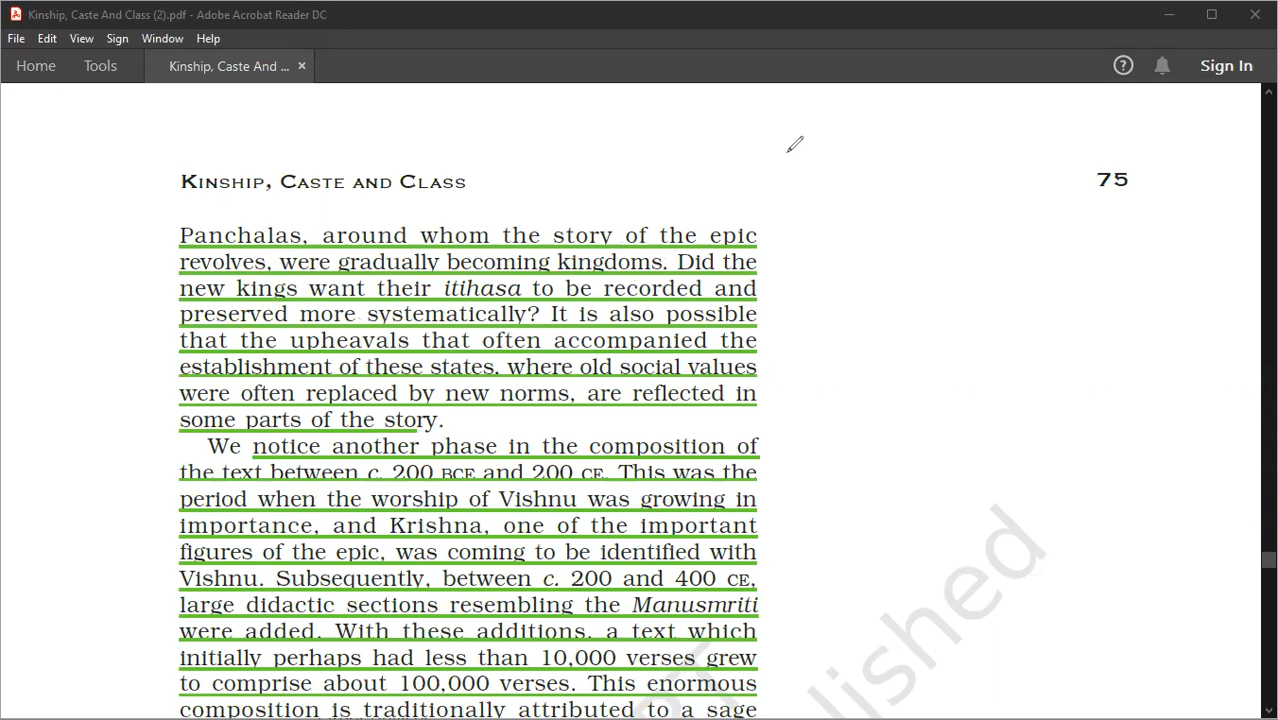 Kinship, Caste And Class (2).pdf - Adobe Acrobat Reader DC
File Edit View Sign Window Help
Home Tools Kinship, Caste And ... × Sign In
KINSHIP, CASTE AND CLASS 75
Panchalas, around whom the story of the epic
revolves, were gradually becoming kingdoms. Did the
new kings want their itihasa to be recorded and
preserved more systematically? It is also possible
that the upheavals that often accompanied the
establishment of these states, where old social values
were often replaced by new norms, are reflected in
some parts of the story.
We notice another phase in the composition of
the text between c. 200 BCE and 200 CE. This was the
period when the worship of Vishnu was growing in
importance, and Krishna, one of the important
figures of the epic, was coming to be identified with
Vishnu. Subsequently, between c. 200 and 400 CE,
large didactic sections resembling the Manusmriti
were added. With these additions, a text which
initially perhaps had less than 10,000 verses grew
to comprise about 100,000 verses. This enormous
composition is traditionally attributed to a sage